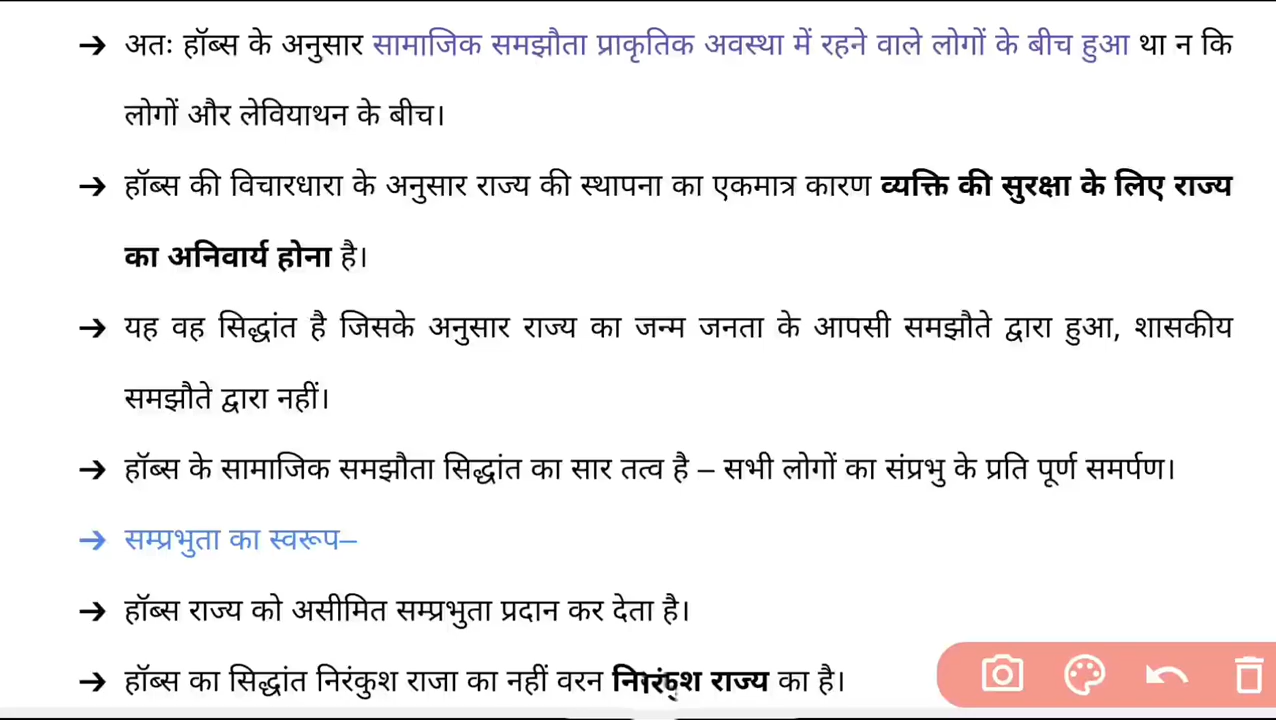 ➔ अतः हॉब्स के अनुसार सामाजिक समझौता प्राकृतिक अवस्था में रहने वाले लोगों के बीच हुआ था न कि
लोगों और लेवियाथन के बीच।
➔ हॉब्स की विचारधारा के अनुसार राज्य की स्थापना का एकमात्र कारण व्यक्ति की सुरक्षा के लिए राज्य
का अनिवार्य होना है।
➔ यह वह सिद्धांत है जिसके अनुसार राज्य का जन्म जनता के आपसी समझौते द्वारा हुआ, शासकीय
समझौते द्वारा नहीं।
➔ हॉब्स के सामाजिक समझौता सिद्धांत का सार तत्व है – सभी लोगों का संप्रभु के प्रति पूर्ण समर्पण।
➔ सम्प्रभुता का स्वरूप–
➔ हॉब्स राज्य को असीमित सम्प्रभुता प्रदान कर देता है।
➔ हॉब्स का सिद्धांत निरंकुश राजा का नहीं वरन निरंकुश राज्य का है।